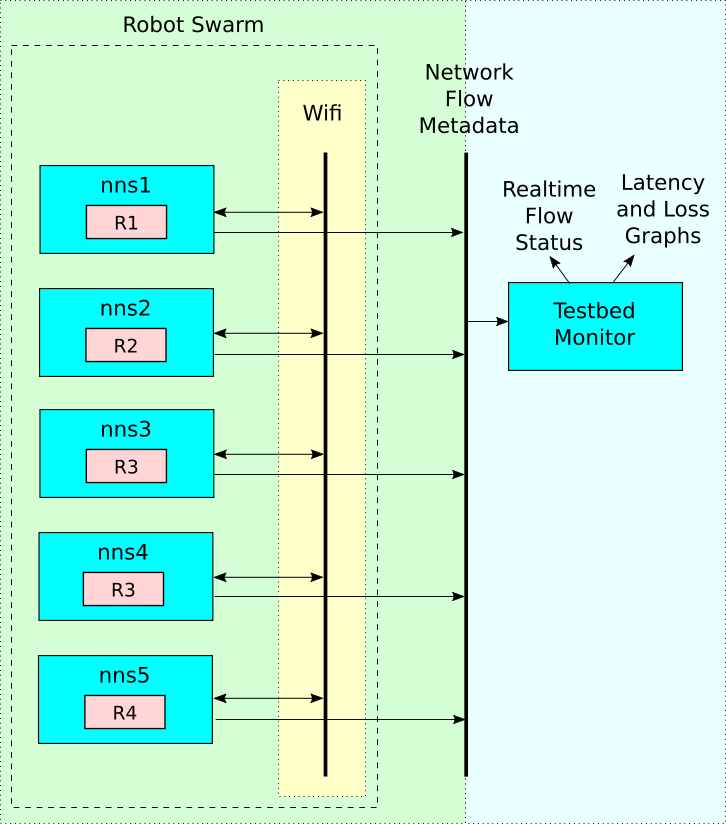 Robot Swarm
Network
Flow
Metadata
Wifi
nns1
R1
Realtime
Flow
Status
Latency
and Loss
Graphs
nns2
R2
Testbed
Monitor
nns3
R3
nns4
R3
nns5
R4